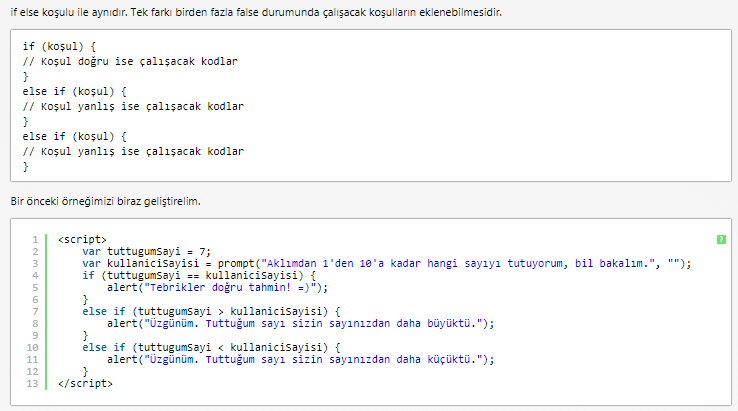 if else koşulu ile aynıdır. Tek farkı birden fazla false durumunda çalışacak koşulların eklenebilmesidir.
if (koşul) {
// Koşul doğru ise çalışacak kodlar
}
else if (koşul) {
// Koşul yanlış ise çalışacak kodlar
}
else if (koşul) {
// Koşul yanlış ise çalışacak kodlar
}
Bir önceki örneğimizi biraz geliştirelim.
?
1 <script>
2 var tuttugumSayi = 7;
3 var kullaniciSayisi = prompt("Aklımdan 1'den 10'a kadar hangi sayıyı tutuyorum, bil bakalım.", "");
4 if (tuttugumSayi == kullaniciSayisi) {
5 alert("Tebrikler doğru tahmin! =)");
6 }
7 else if (tuttugumSayi > kullaniciSayisi) {
8 alert("Üzgünüm. Tuttuğum sayı sizin sayınızdan daha büyüktü.");
9 }
10 else if (tuttugumSayi < kullaniciSayisi) {
11 alert("Üzgünüm. Tuttuğum sayı sizin sayınızdan daha küçüktü.");
12 }
13 </script>